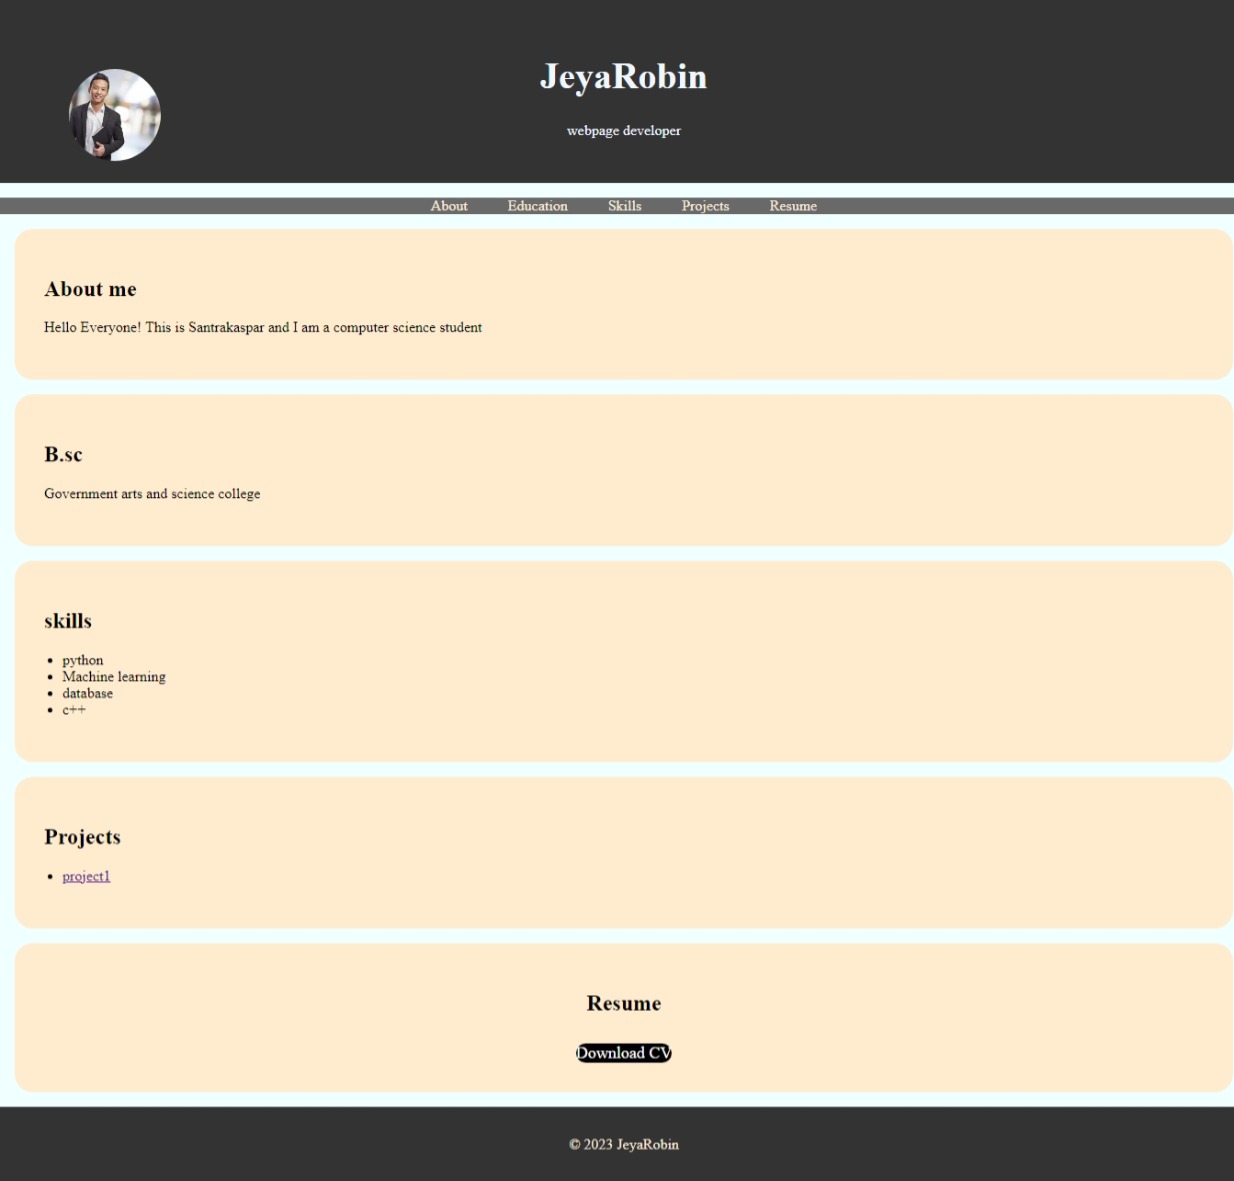 JeyaRobin
webpage developer
About Education Skills Projects Resume
About me
Hello Everyone! This is Santrakaspar and I am a computer science student
B.sc
Government arts and science college
skills
python
Machine learning
database
c++
Projects
project1
Resume
Download CV
© 2023 JeyaRobin